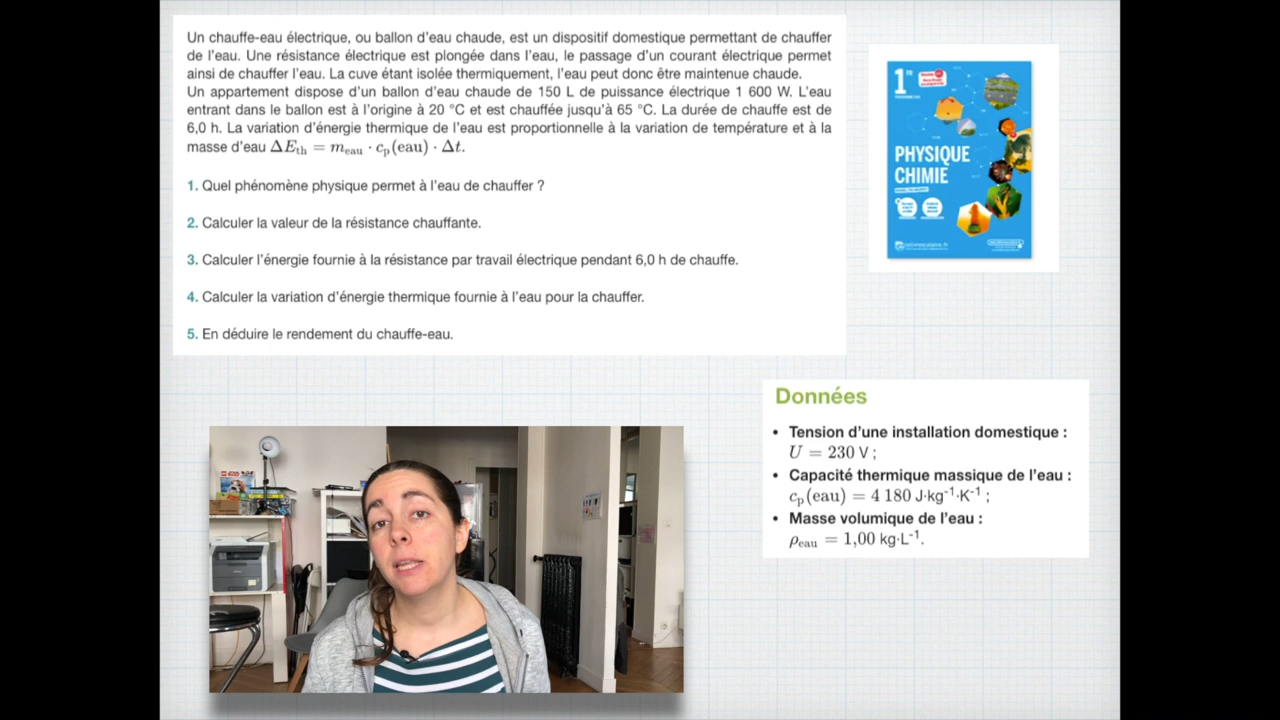 Un chauffe-eau électrique, ou ballon d'eau chaude, est un dispositif domestique permettant de chauffer
de l'eau. Une résistance électrique est plongée dans l'eau, le passage d'un courant électrique permet
ainsi de chauffer l'eau. La cuve étant isolée thermiquement, l'eau peut donc être maintenue chaude.
Un appartement dispose d'un ballon d'eau chaude de 150 L de puissance électrique 1 600 W. L'eau
entrant dans le ballon est à l'origine à 20 °C et est chauffée jusqu'à 65 °C. La durée de chauffe est de
6,0 h. La variation d'énergie thermique de l'eau est proportionnelle à la variation de température et à la
masse d'eau ΔEth = meau · cp(eau) · Δt.
1. Quel phénomène physique permet à l'eau de chauffer ?
2. Calculer la valeur de la résistance chauffante.
3. Calculer l'énergie fournie à la résistance par travail électrique pendant 6,0 h de chauffe.
4. Calculer la variation d'énergie thermique fournie à l'eau pour la chauffer.
5. En déduire le rendement du chauffe-eau.
1re
PHYSIQUE
CHIMIE
lelivrescolaire.fr
Données
• Tension d'une installation domestique :
U = 230 V ;
• Capacité thermique massique de l'eau :
cp(eau) = 4 180 J·kg⁻¹·K⁻¹ ;
• Masse volumique de l'eau :
ρeau = 1,00 kg·L⁻¹.
LEGO